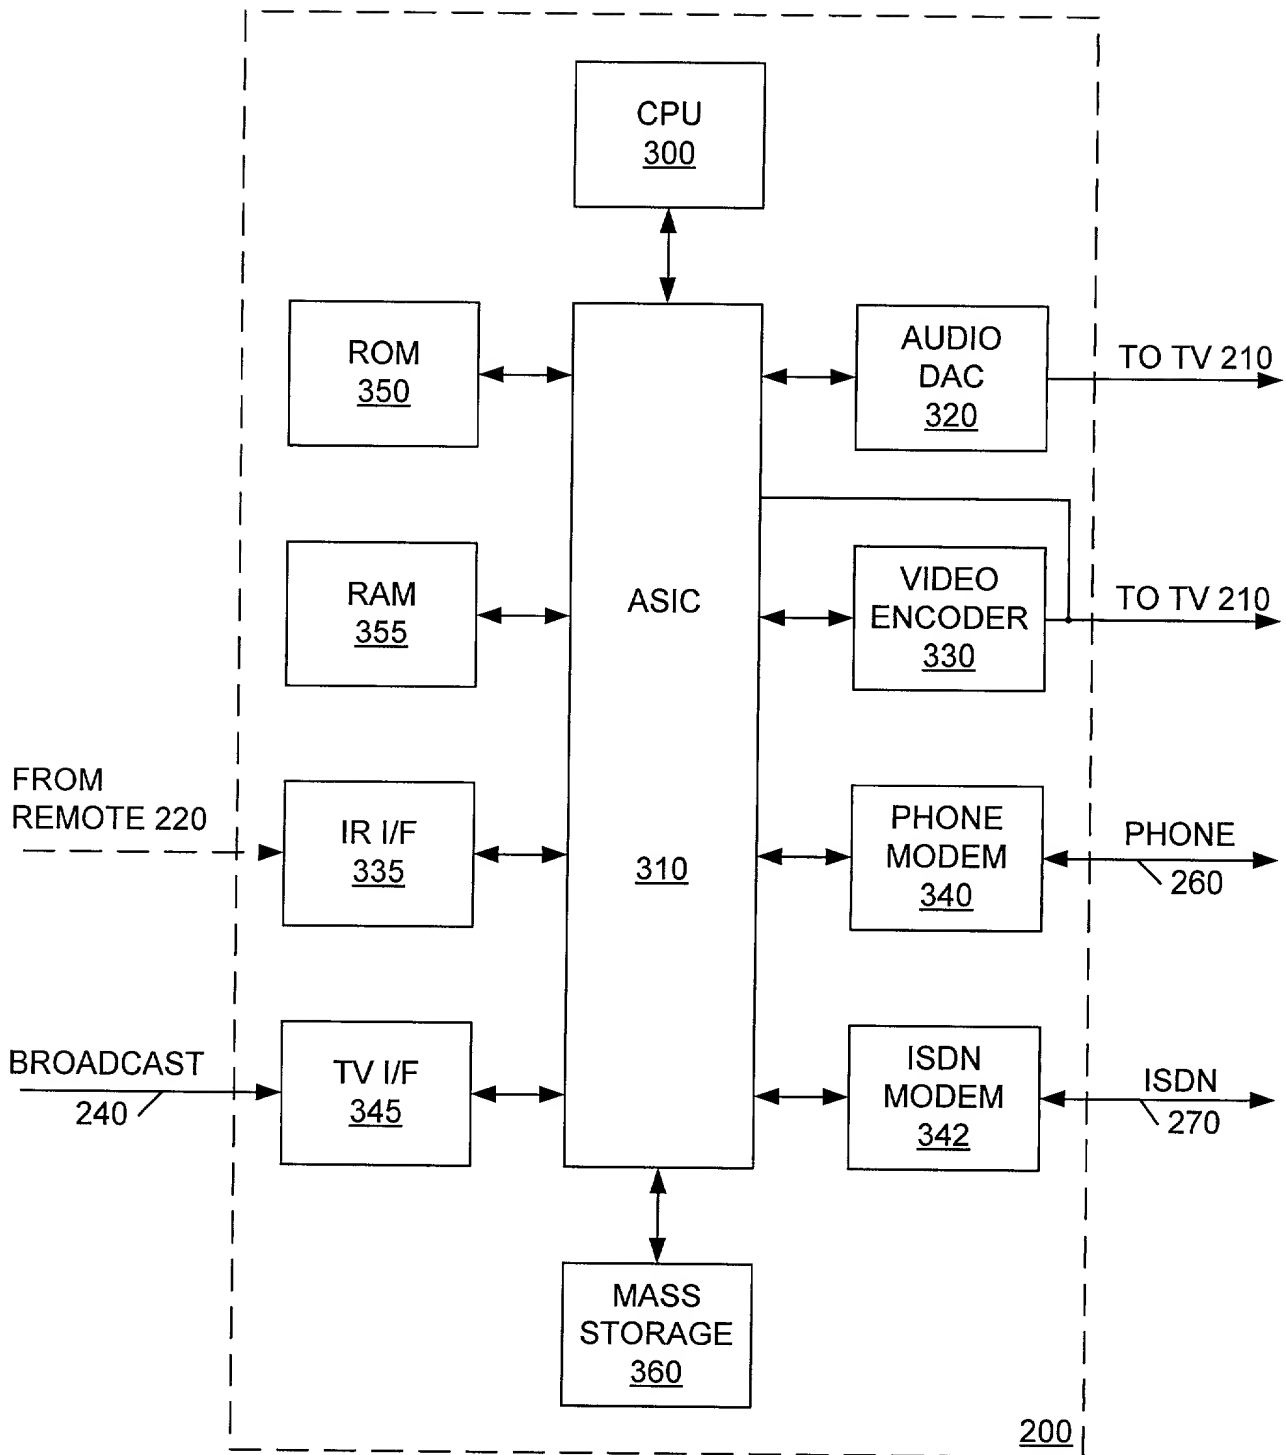 CPU
300
ROM
350
AUDIO
DAC
320
TO TV 210
RAM
355
ASIC
310
VIDEO
ENCODER
330
TO TV 210
FROM
REMOTE 220
IR I/F
335
PHONE
MODEM
340
PHONE
260
BROADCAST
240
TV I/F
345
ISDN
MODEM
342
ISDN
270
MASS
STORAGE
360
200